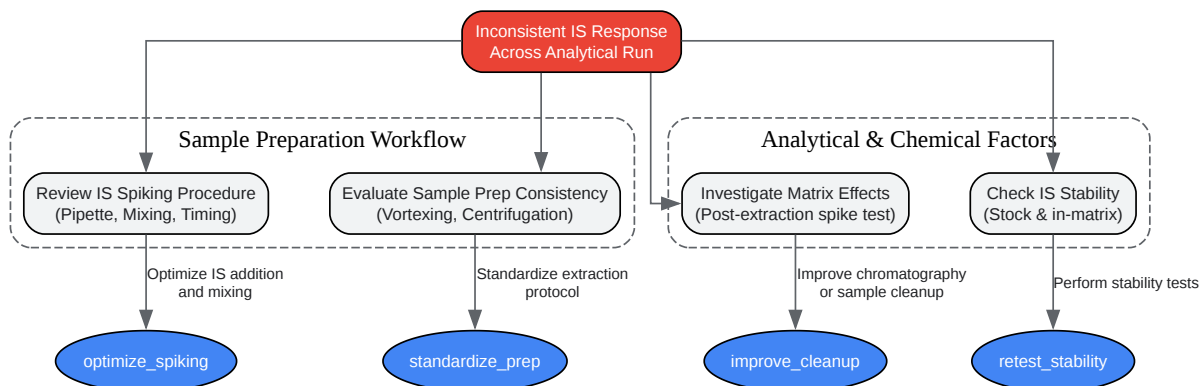 Inconsistent IS Response
Across Analytical Run
Sample Preparation Workflow
Analytical & Chemical Factors
Review IS Spiking Procedure
(Pipette, Mixing, Timing)
Evaluate Sample Prep Consistency
(Vortexing, Centrifugation)
Investigate Matrix Effects
(Post-extraction spike test)
Check IS Stability
(Stock & in-matrix)
Optimize IS addition
and mixing
Standardize extraction
protocol
Improve chromatography
or sample cleanup
Perform stability tests
optimize_spiking
standardize_prep
improve_cleanup
retest_stability